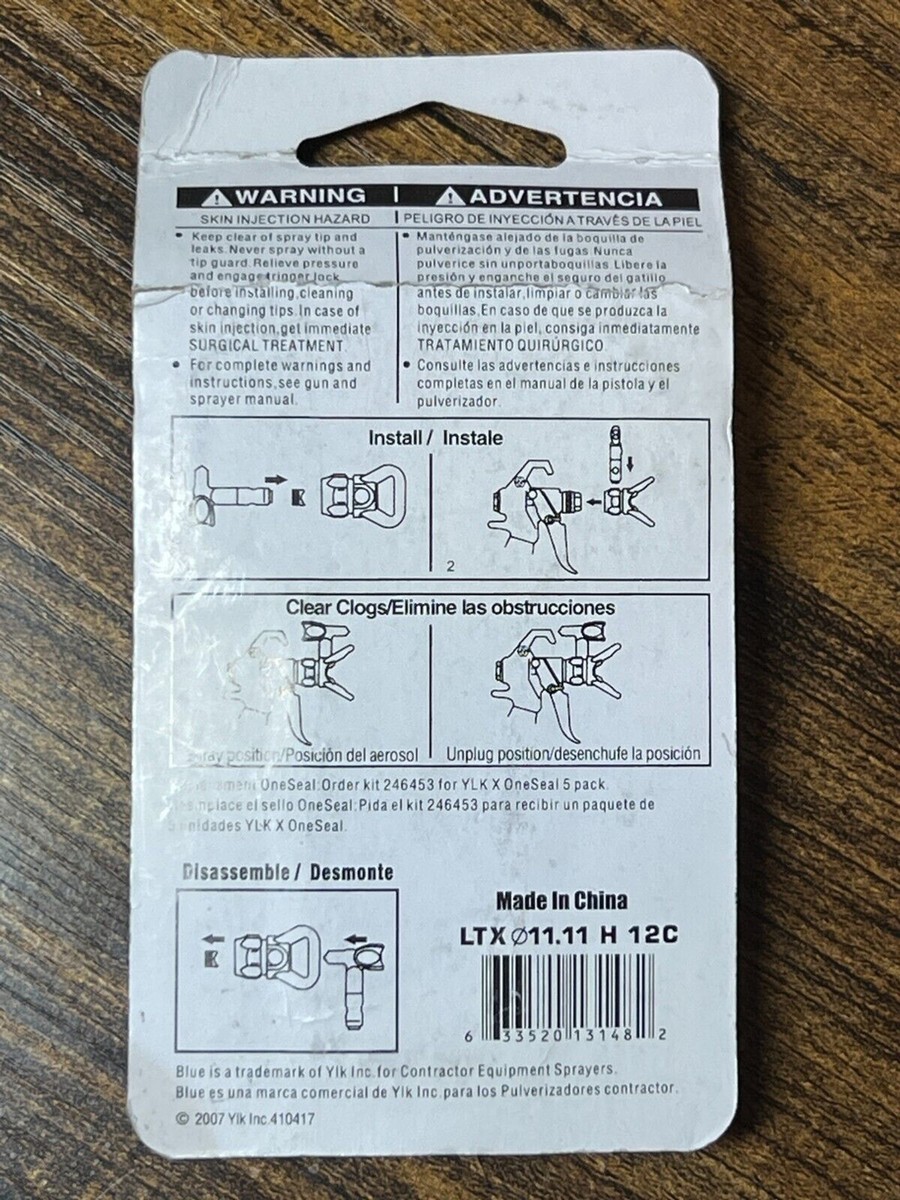 WARNING
SKIN INJECTION HAZARD
• Keep clear of spray tip and
leaks.Never spray without a
tip guard.Relieve pressure
and engage trigger lock
before installing,cleaning
or changing tips.In case of
skin injection,get immediate
SURGICAL TREATMENT.
• For complete warnings and
instructions,see gun and
sprayer manual.
ADVERTENCIA
PELIGRO DE INYECCIÓN A TRAVÉS DE LA PIEL
• Manténgase alejado de la boquilla de
pulverización y de las fugas.Nunca
pulverice sin unportaboquillas.Libere la
presión y enganche el seguro del gatillo
antes de instalar,limpiar o cambiar las
boquillas.En caso de que se produzca la
inyección en la piel, consiga inmediatamente
TRATAMIENTO QUIRÚRGICO.
• Consulte las advertencias e instrucciones
completas en el manual de la pistola y el
pulverizador.
Install / Instale
2
Clear Clogs/Elimine las obstrucciones
position/Posición del aerosol
Unplug position/desenchufe la posición
OneSeal:Order kit 246453 for YLK X OneSeal 5 pack.
el sello OneSeal:Pida el kit 246453 para recibir un paquete de
YLK X OneSeal.
Disassemble / Desmonte
Made In China
LTX Ø11.11 H 12C
6 33520 13148 2
Blue is a trademark of Ylk Inc.for Contractor Equipment Sprayers.
Blue es una marca comercial de Ylk Inc.para los Pulverizadores contractor.
© 2007 Ylk Inc.410417